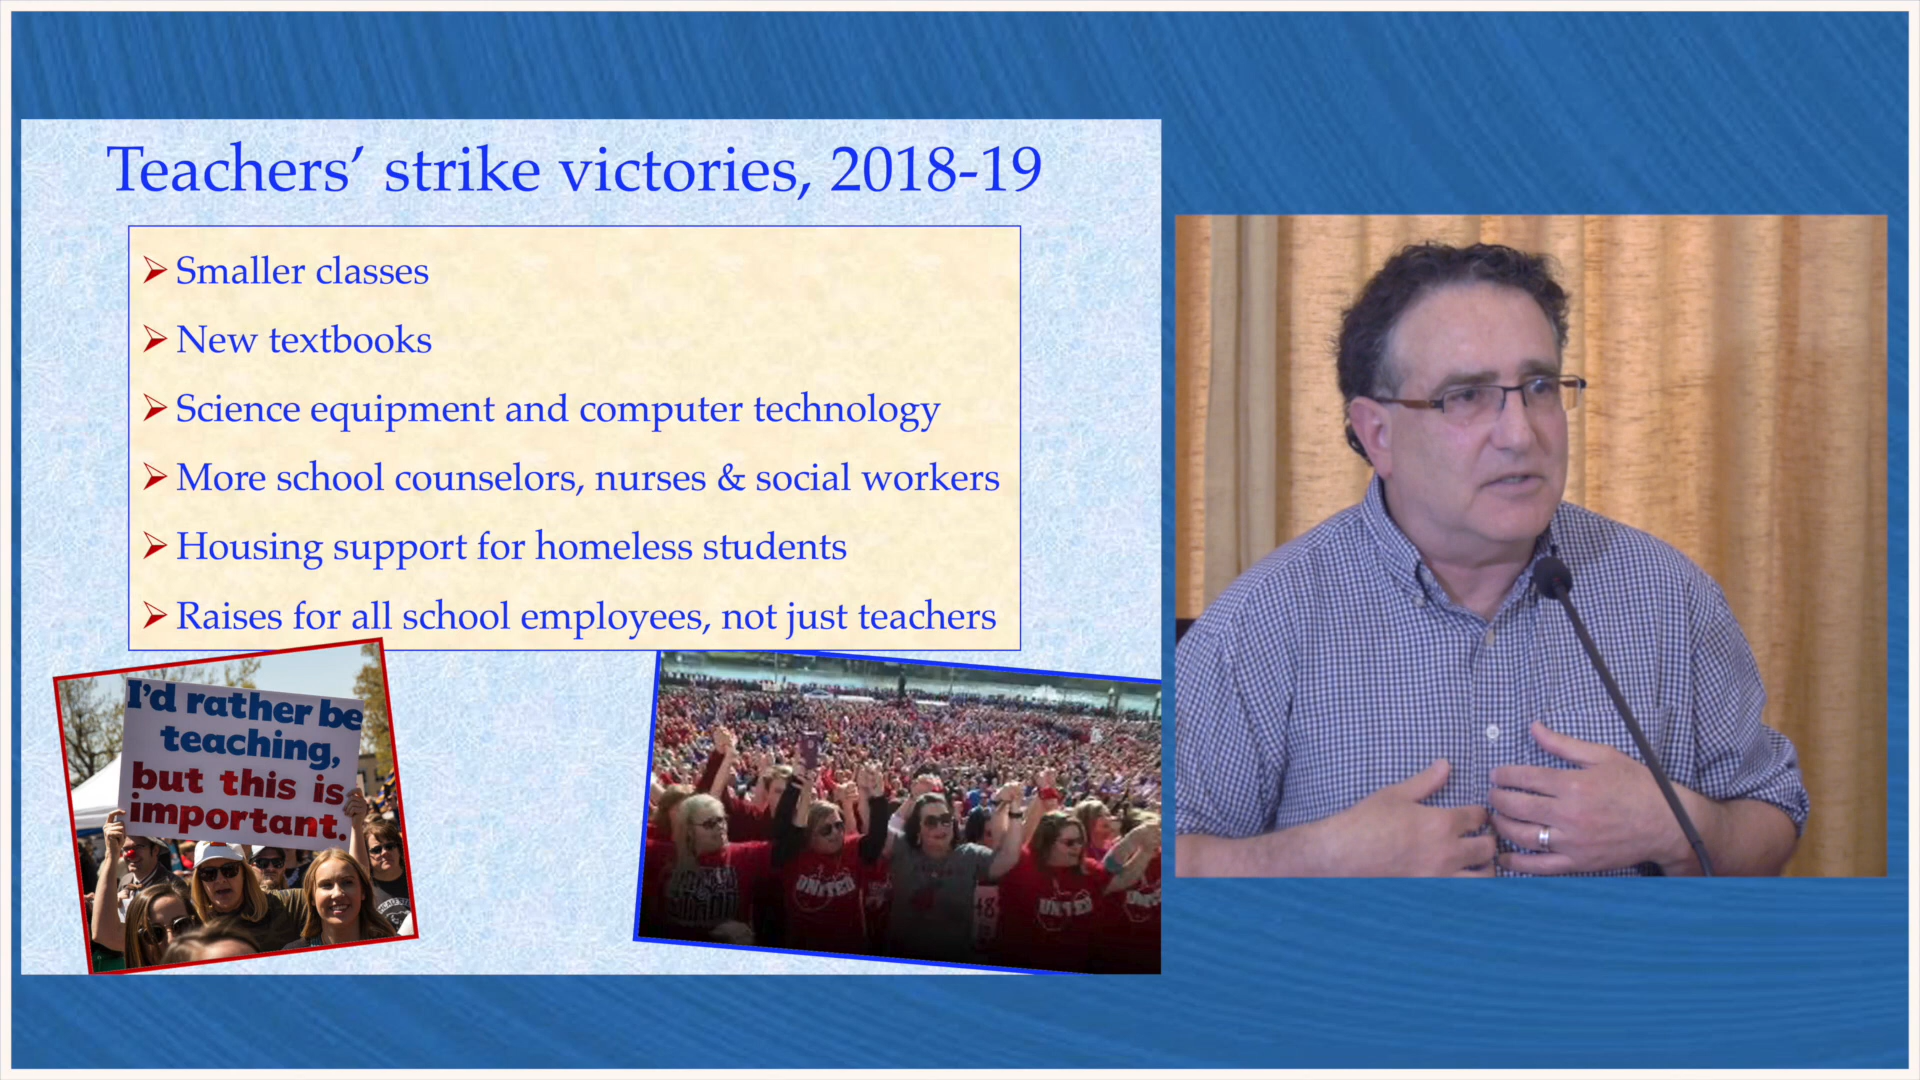 Teachers’ strike victories, 2018-19
Smaller classes
New textbooks
Science equipment and computer technology
More school counselors, nurses & social workers
Housing support for homeless students
Raises for all school employees, not just teachers
I'd rather be
teaching,
but this is
important.
UNITED
48
UNITED